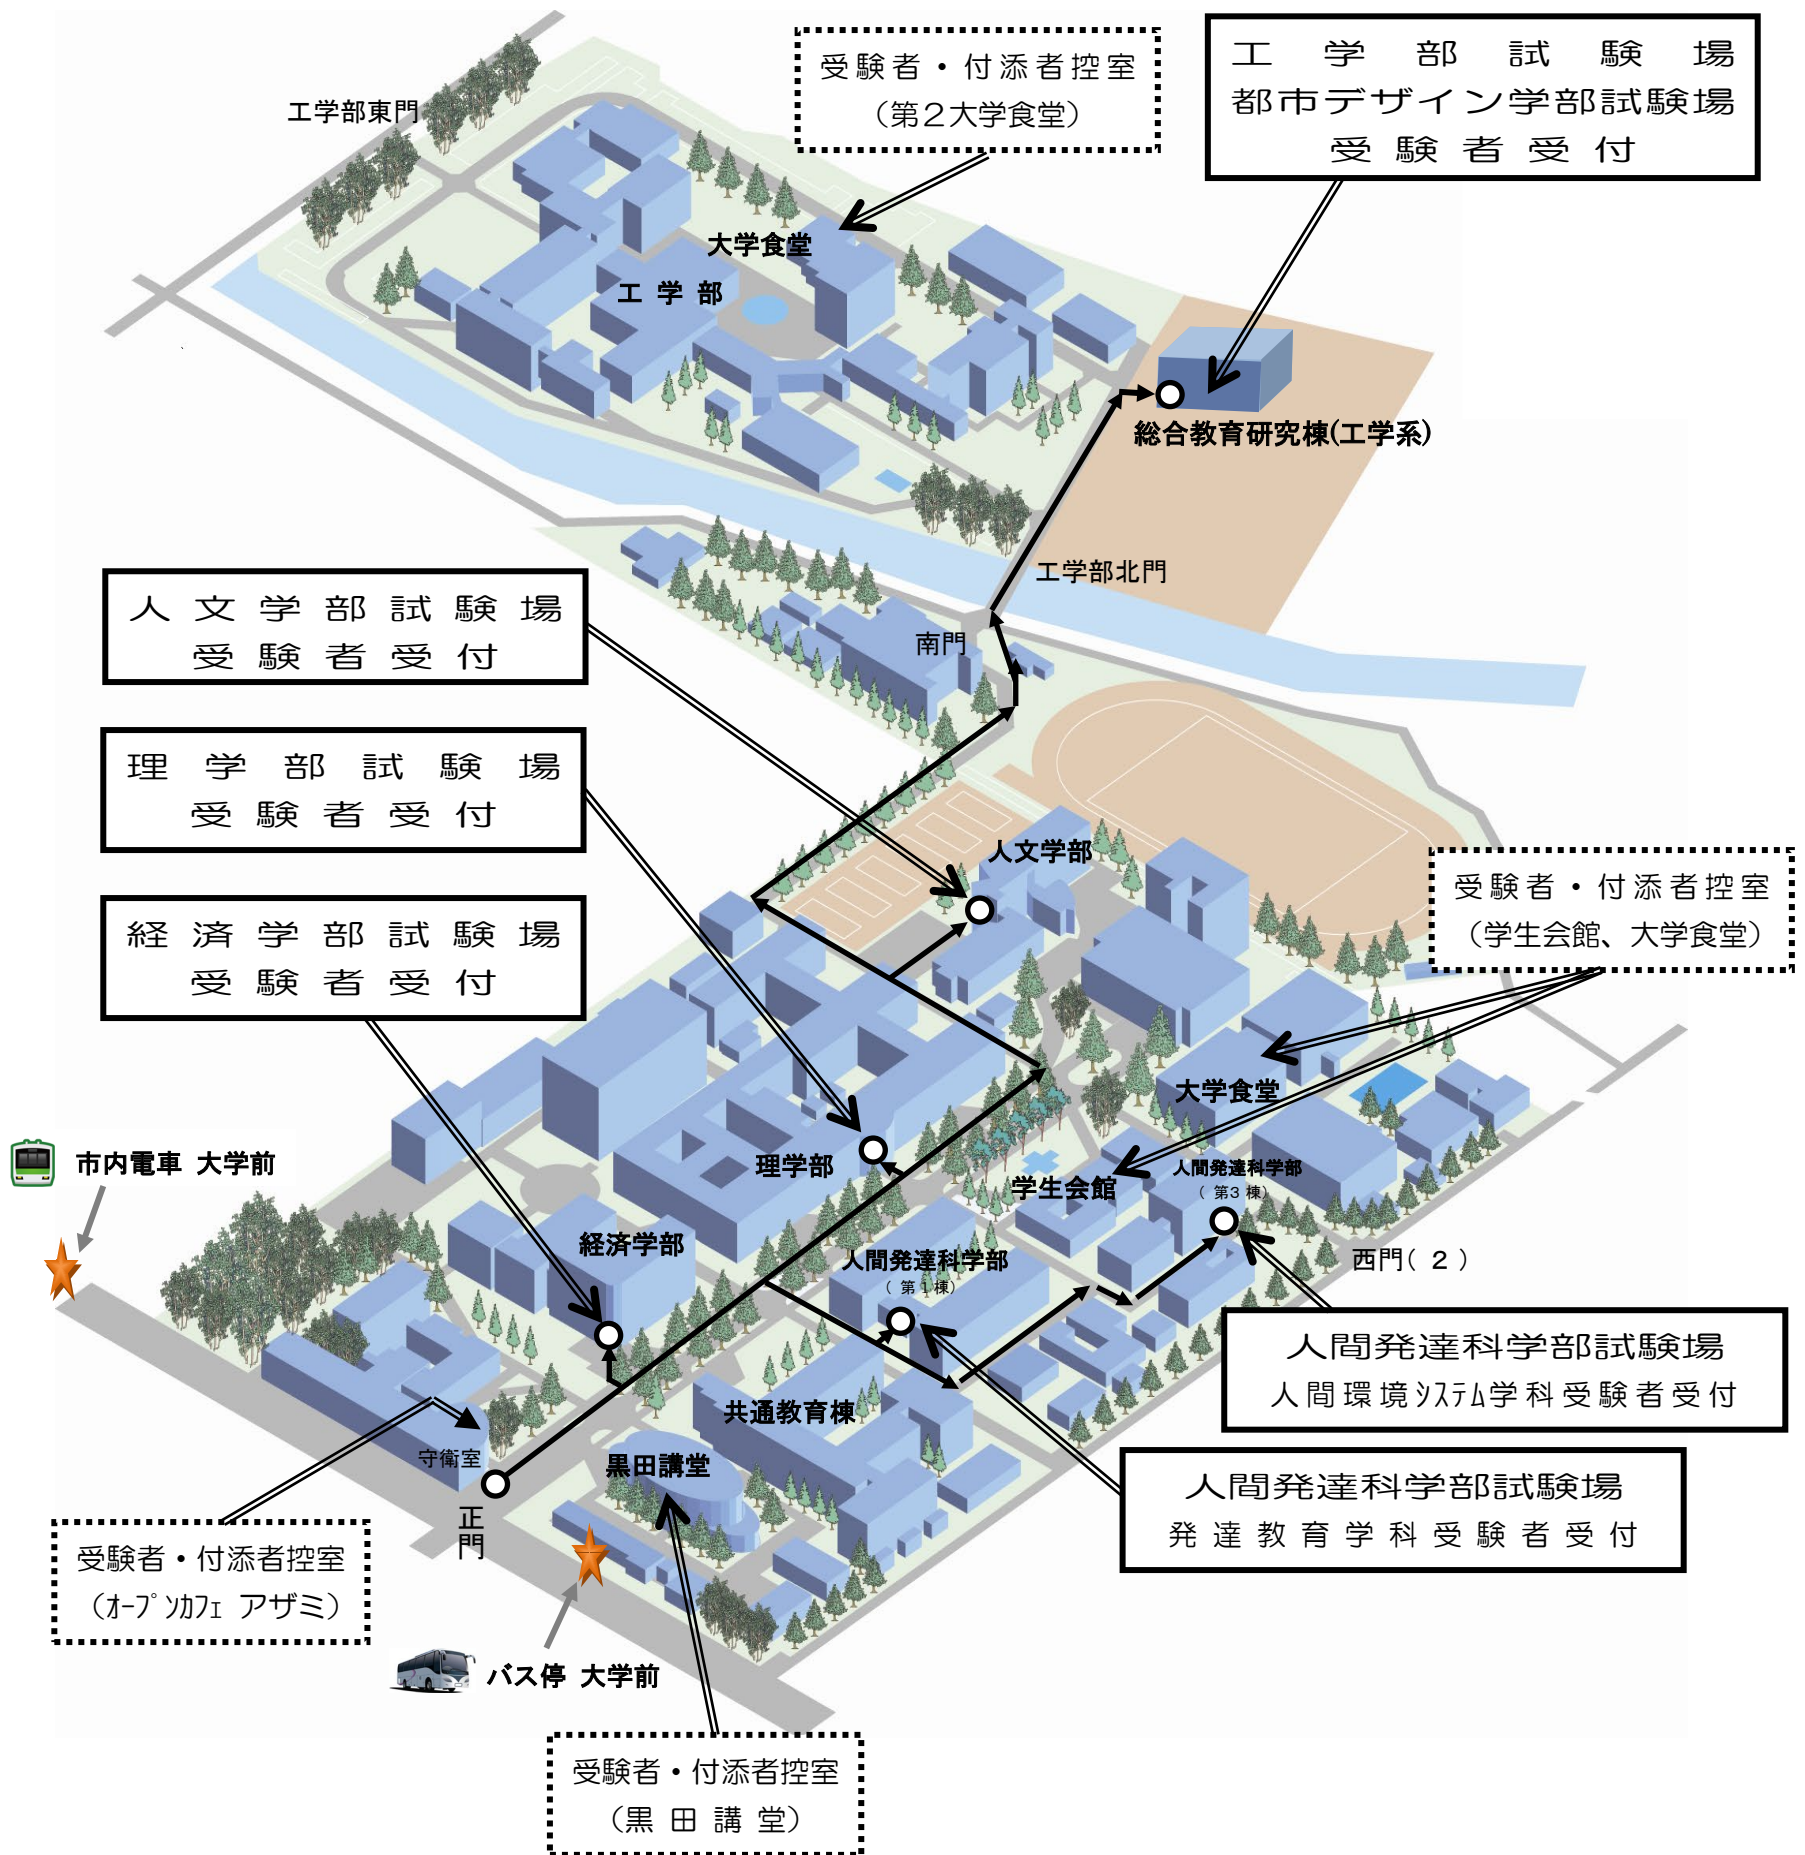 工学部試験場
都市デザイン学部試験場
受験者受付
受験者・付添者控室
（第２大学食堂）
工学部東門
大学食堂
工学部
総合教育研究棟(工学系)
工学部北門
人文学部試験場
受験者受付
南門
理学部試験場
受験者受付
人文学部
受験者・付添者控室
（学生会館、大学食堂）
経済学部試験場
受験者受付
大学食堂
市内電車 大学前
理学部
学生会館
人間発達科学部
（ 第３棟）
経済学部
人間発達科学部
（ 第１棟）
西門（ ２ ）
人間発達科学部試験場
人間環境ｼｽﾃﾑ学科受験者受付
共通教育棟
守衛室
黒田講堂
正門
人間発達科学部試験場
発達教育学科受験者受付
受験者・付添者控室
（ｵｰﾌﾟﾝｶﾌｪ アザミ）
バス停 大学前
受験者・付添者控室
（黒田講堂）